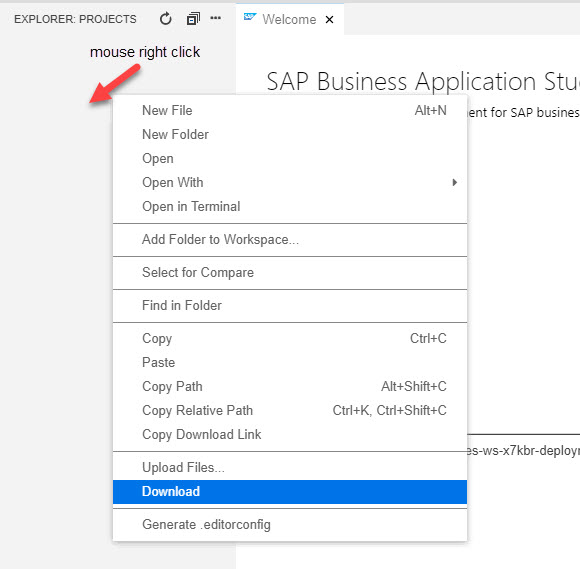 EXPLORER: PROJECTS
SAP Welcome
mouse right click
SAP Business Application Stu
ent for SAP business
New File Alt+N
New Folder
Open
Open With
Open in Terminal
Add Folder to Workspace...
Select for Compare
Find in Folder
Copy Ctrl+C
Paste
Copy Path Alt+Shift+C
Copy Relative Path Ctrl+K, Ctrl+Shift+C
Copy Download Link
es-ws-x7kbr-deploym
Upload Files...
Download
Generate .editorconfig